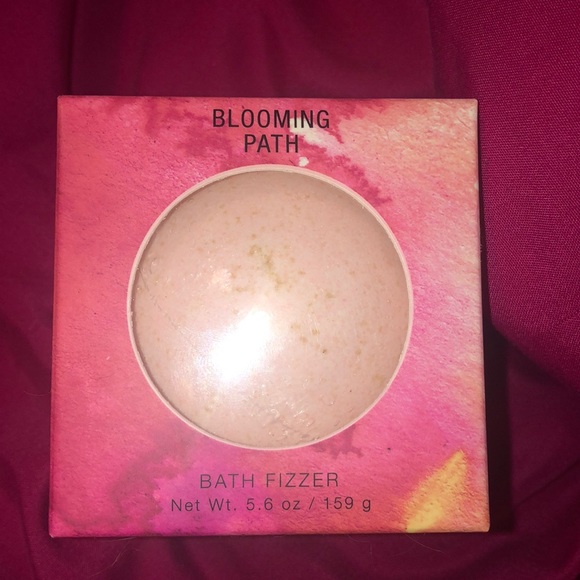 BLOOMING
PATH
BATH FIZZER
Net Wt. 5.6 oz / 159 g